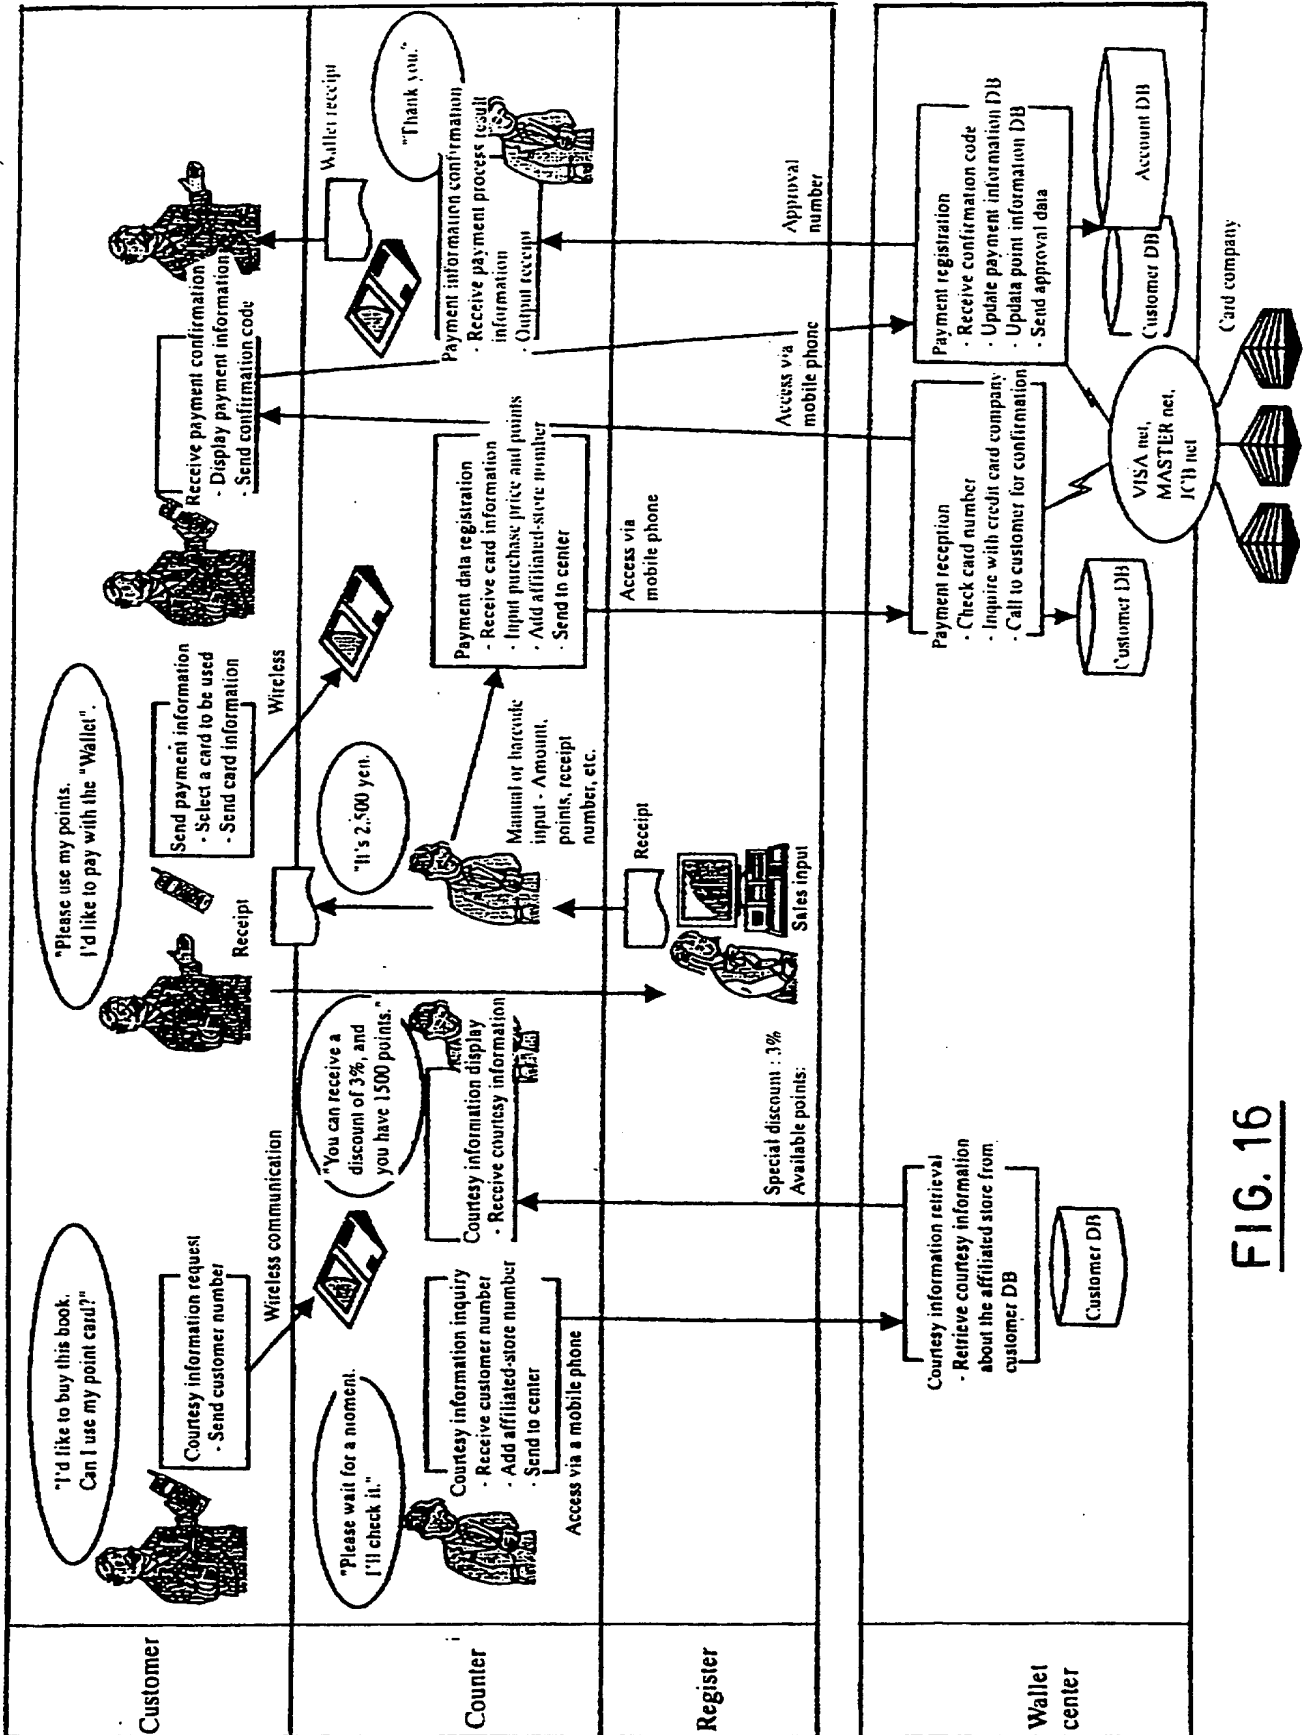 Customer
"I'd like to buy this book.
Can I use my point card?"
Courtesy information request
· Send customer number
Wireless communication
"Please use my points.
I'd like to pay with the "Wallet".
Receipt
Send payment information
· Select a card to be used
· Send card information
Wireless
Receive payment confirmation
· Display payment information
· Send confirmation code
Wallet receipt
Counter
"Please wait for a moment.
I'll check it."
Courtesy information inquiry
· Receive customer number
· Add affiliated-store number
· Send to center
Access via a mobile phone
"You can receive a
discount of 3%, and
you have 1500 points."
Courtesy information display
· Receive courtesy information
"It's 2,500 yen.
Manual or barcode
input - Amount,
points, receipt
number, etc.
Payment data registration
· Receive card information
· Input purchase price and points
· Add affiliated-store number
· Send to center
Payment information confirmation
· Receive payment process result
information
· Output receipt
"Thank you."
Register
Special discount : 3%
Available points:
Receipt
Sales input
Access via
mobile phone
Access via
mobile phone
Approval
number
Wallet
center
Courtesy information retrieval
· Retrieve courtesy information
about the affiliated store from
customer DB
Customer DB
Payment reception
· Check card number
· Inquire with credit card company
· Call to customer for confirmation
Customer DB
Payment registration
· Receive confirmation code
· Update payment information DB
· Updata point information DB
· Send approval data
Customer DB
Account DB
VISA net,
MASTER net,
JCB net
Card company
FIG. 16